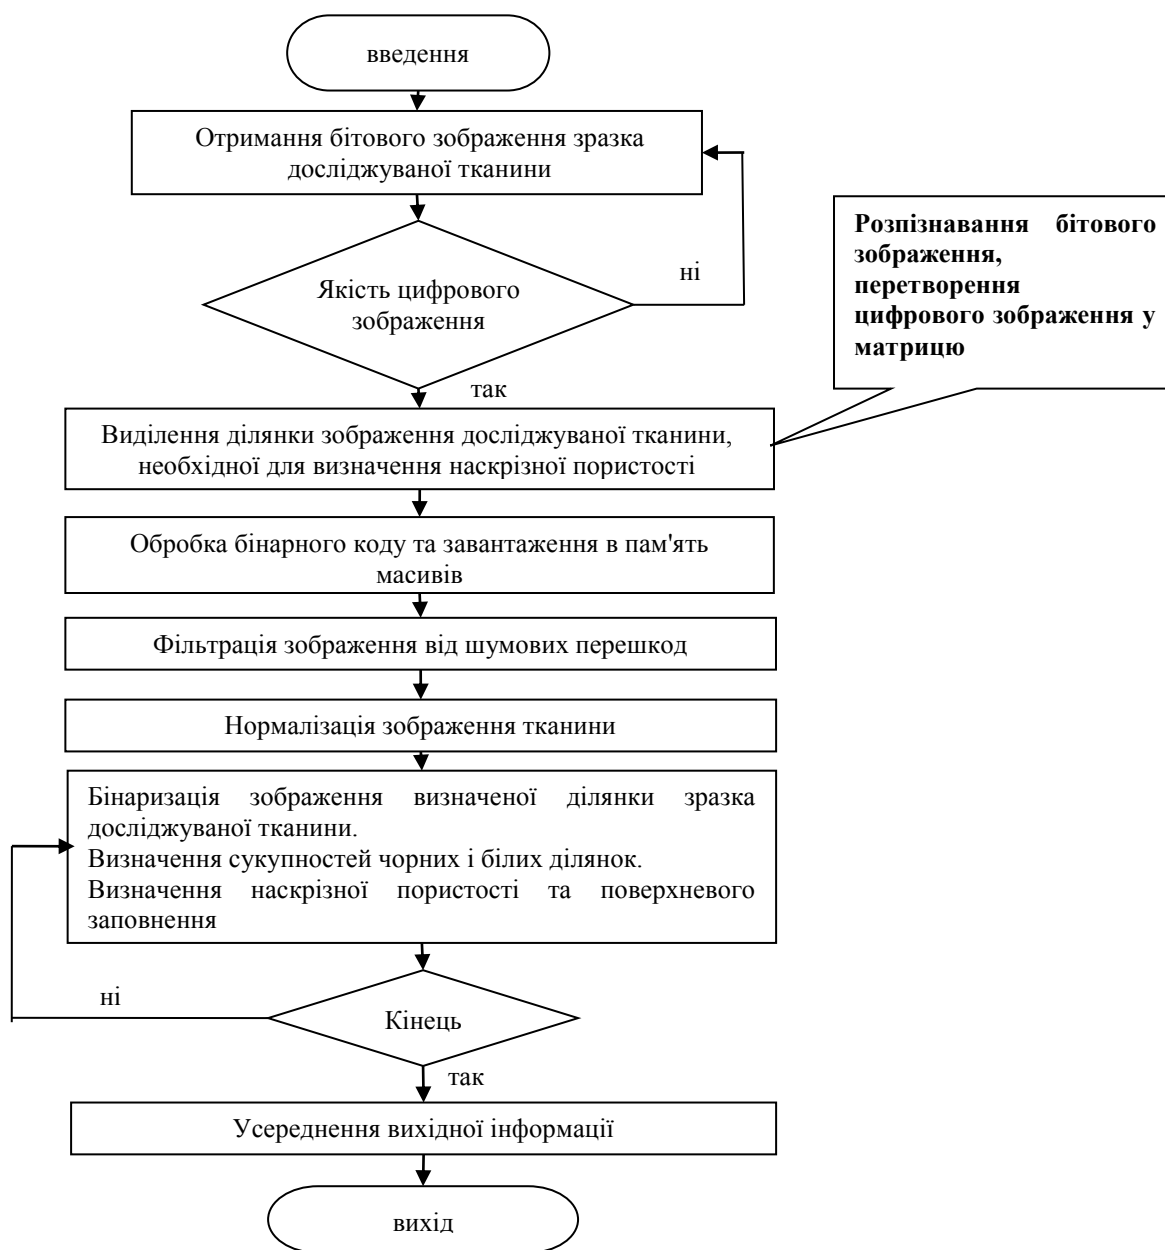 введення
Отримання бітового зображення зразка
досліджуваної тканини
Якість цифрового
зображення
ні
Розпізнавання бітового
зображення,
перетворення
цифрового зображення у
матрицю
так
Виділення ділянки зображення досліджуваної тканини,
необхідної для визначення наскрізної пористості
Обробка бінарного коду та завантаження в пам'ять
масивів
Фільтрація зображення від шумових перешкод
Нормалізація зображення тканини
Бінаризація зображення визначеної ділянки зразка
досліджуваної тканини.
Визначення сукупностей чорних і білих ділянок.
Визначення наскрізної пористості та поверхневого
заповнення
ні
Кінець
так
Усереднення вихідної інформації
вихід